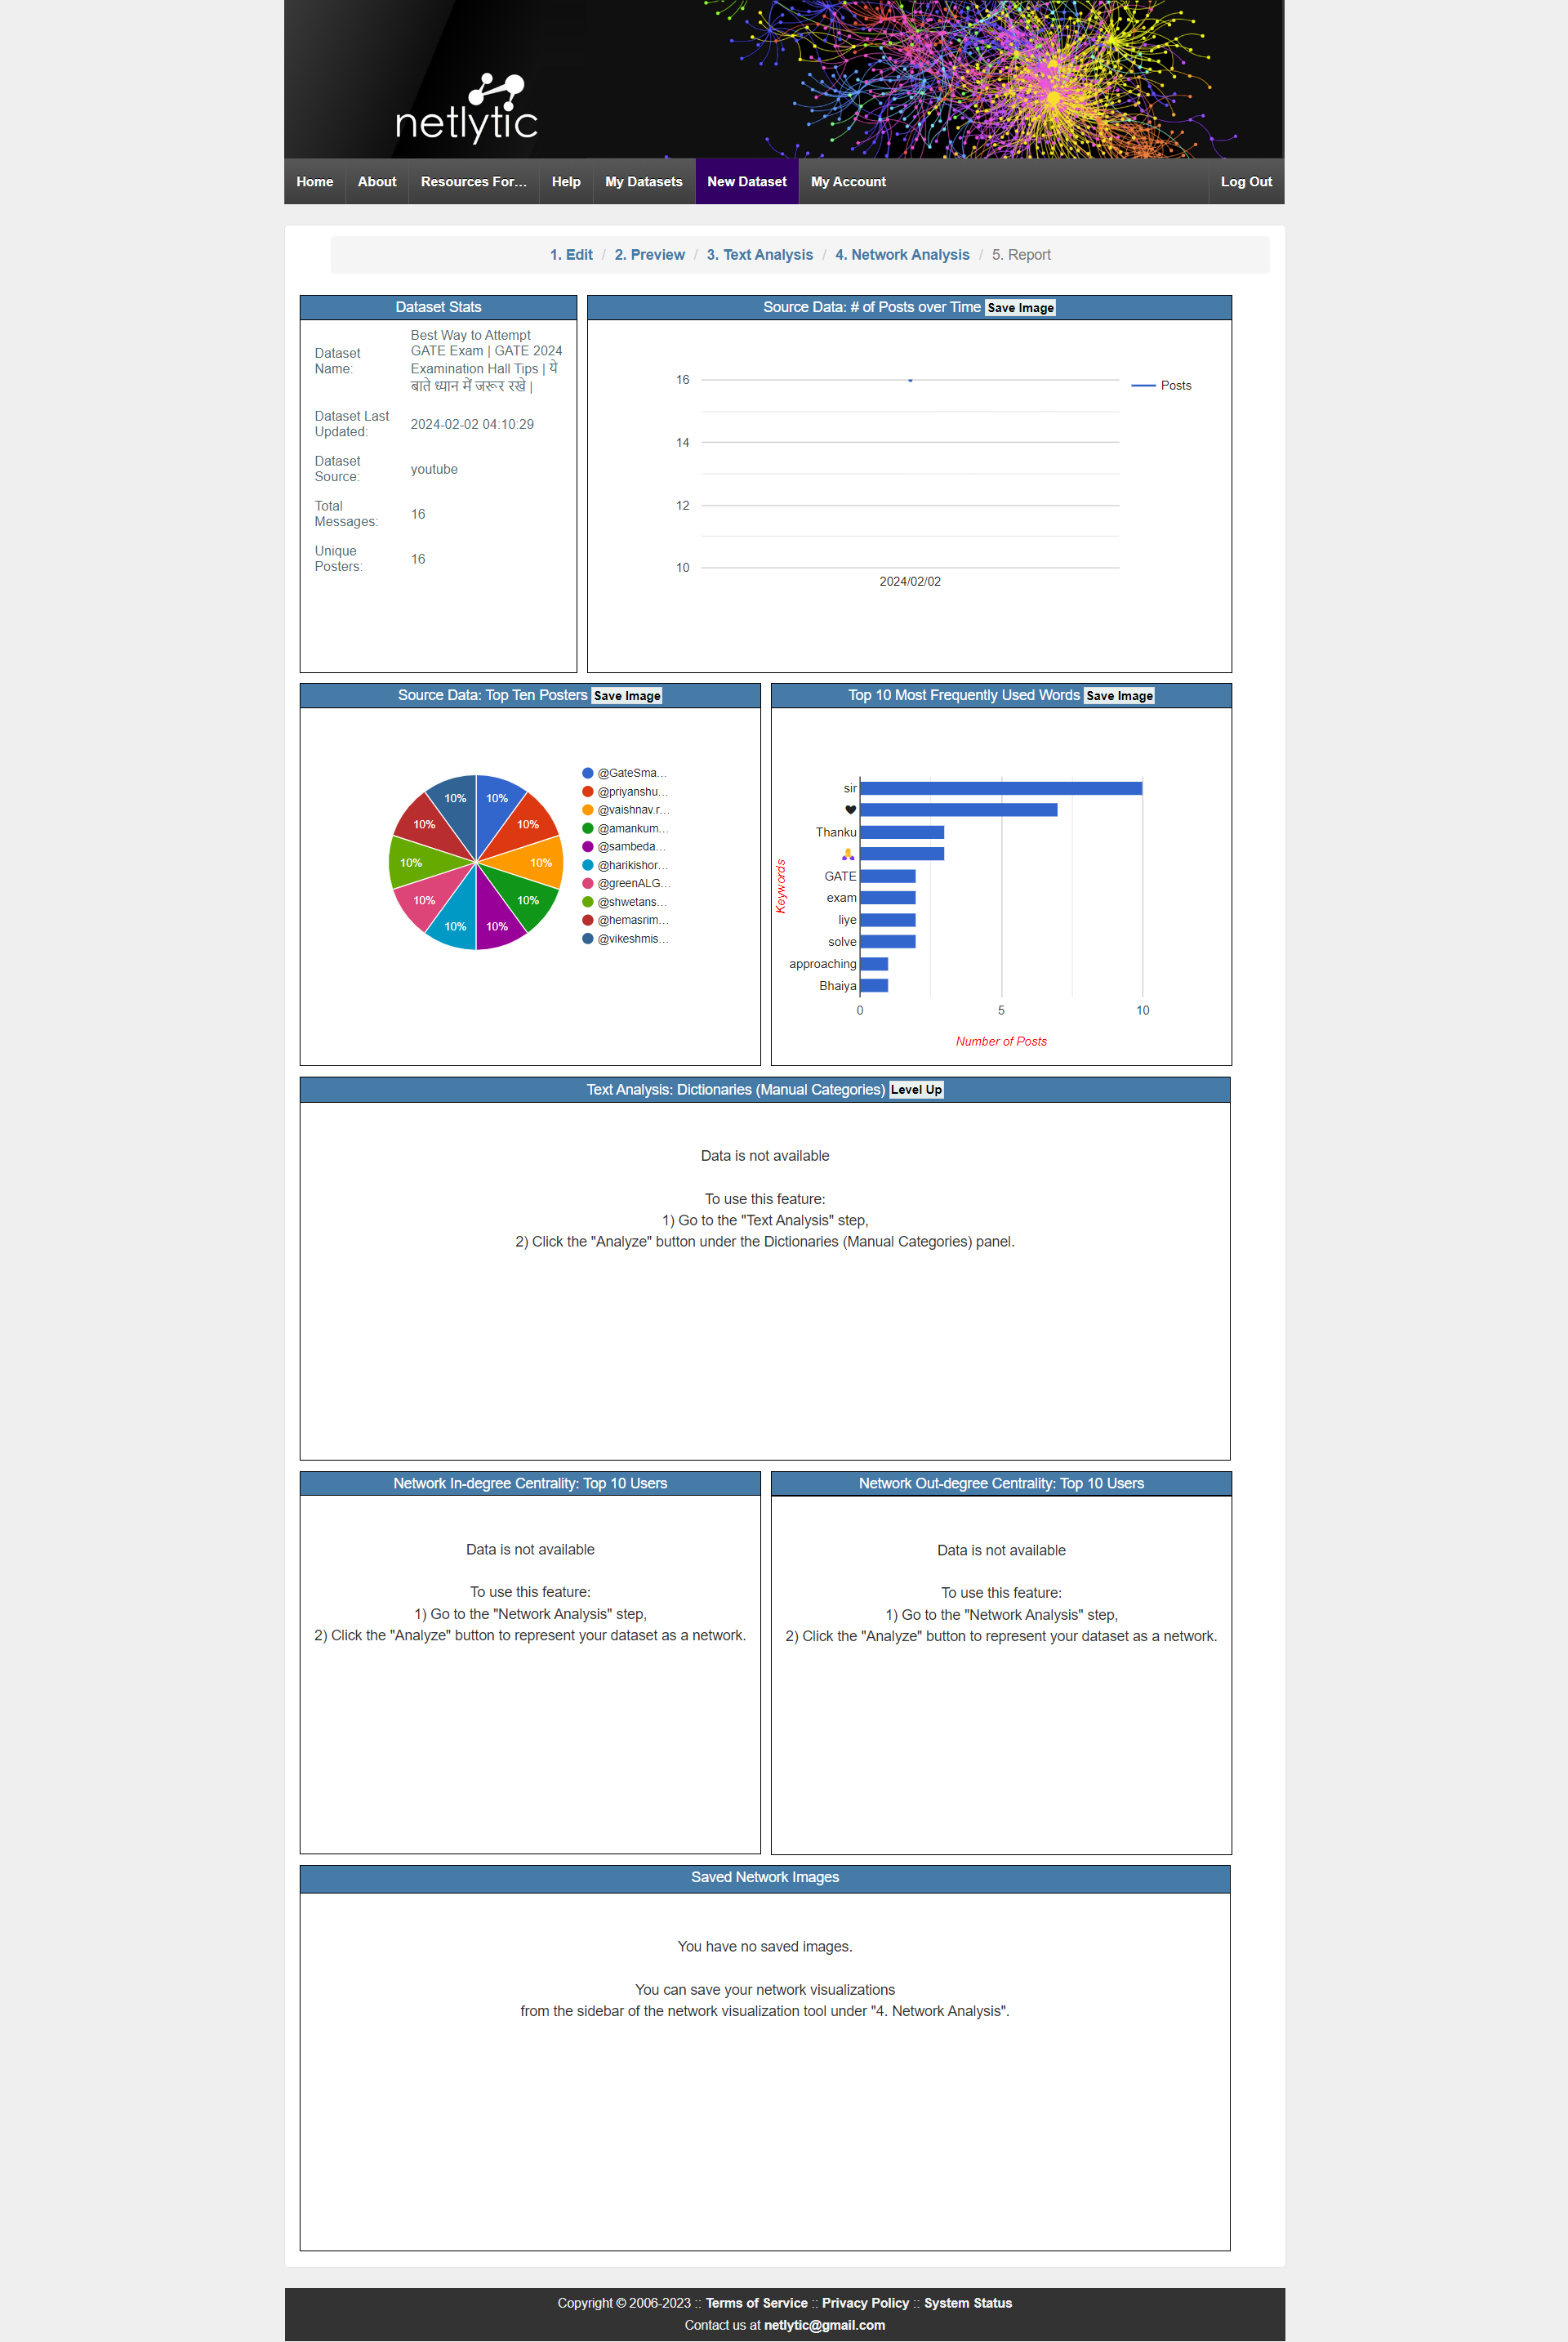 netlytic
Home About Resources For... Help My Datasets New Dataset My Account Log Out
1. Edit / 2. Preview / 3. Text Analysis / 4. Network Analysis / 5. Report
Dataset Stats
Dataset Name:
Best Way to Attempt
GATE Exam | GATE 2024
Examination Hall Tips | ये
बाते ध्यान में जरूर रखे |
Dataset Last Updated:
2024-02-02 04:10:29
Dataset Source:
youtube
Total Messages:
16
Unique Posters:
16
Source Data: # of Posts over Time Save Image
16
14
12
10
2024/02/02
Posts
Source Data: Top Ten Posters Save Image
10% 10%
10% 10%
10% 10%
10% 10%
10% 10%
@GateSma...
@priyanshu...
@vaishnav.r...
@amankum...
@sambeda...
@harikishor...
@greenALG...
@shwetans...
@hemasrim...
@vikeshmis...
Top 10 Most Frequently Used Words Save Image
Keywords
sir
♥
Thanku
🙏
GATE
exam
liye
solve
approaching
Bhaiya
0 5 10
Number of Posts
Text Analysis: Dictionaries (Manual Categories) Level Up
Data is not available
To use this feature:
1) Go to the "Text Analysis" step,
2) Click the "Analyze" button under the Dictionaries (Manual Categories) panel.
Network In-degree Centrality: Top 10 Users
Data is not available
To use this feature:
1) Go to the "Network Analysis" step,
2) Click the "Analyze" button to represent your dataset as a network.
Network Out-degree Centrality: Top 10 Users
Data is not available
To use this feature:
1) Go to the "Network Analysis" step,
2) Click the "Analyze" button to represent your dataset as a network.
Saved Network Images
You have no saved images.
You can save your network visualizations
from the sidebar of the network visualization tool under "4. Network Analysis".
Copyright © 2006-2023 :: Terms of Service :: Privacy Policy :: System Status
Contact us at netlytic@gmail.com